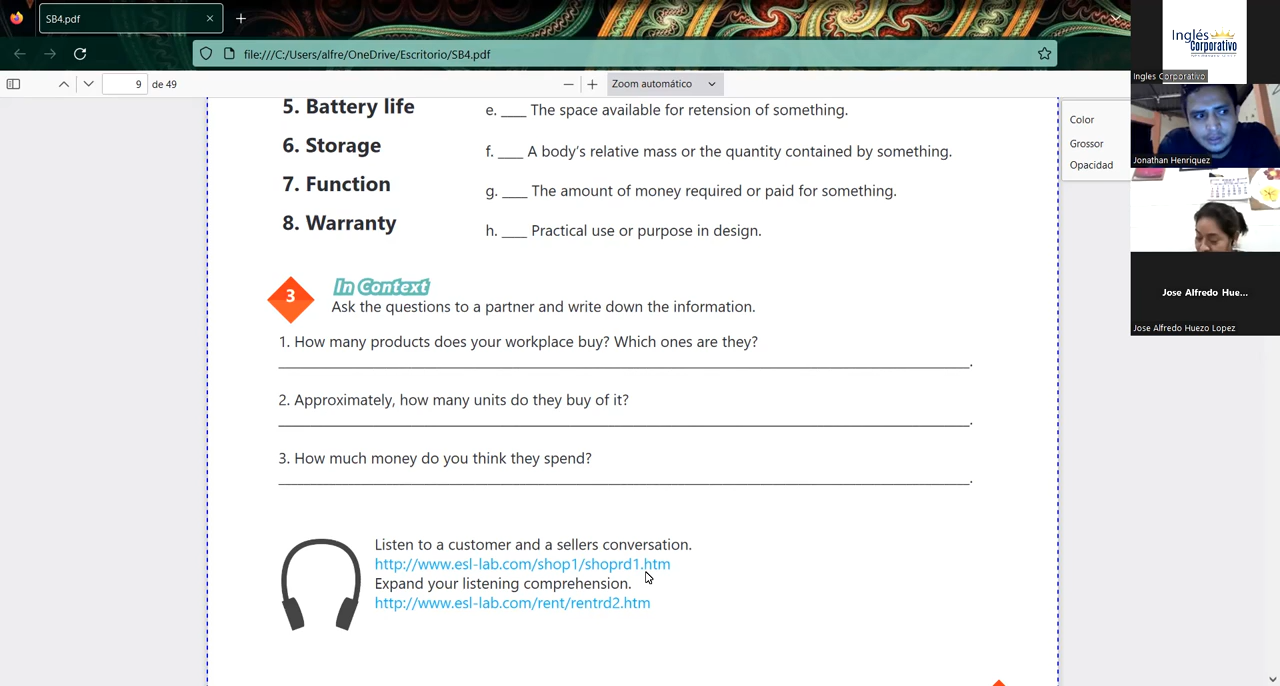 SB4.pdf
file:///C:/Users/alfre/OneDrive/Escritorio/SB4.pdf
9 de 49
Zoom automático
5. Battery life
e. ____ The space available for retention of something.
6. Storage
f. ____ A body's relative mass or the quantity contained by something.
7. Function
g. ____ The amount of money required or paid for something.
8. Warranty
h. ____ Practical use or purpose in design.
3
In Context
Ask the questions to a partner and write down the information.
1. How many products does your workplace buy? Which ones are they?
2. Approximately, how many units do they buy of it?
3. How much money do you think they spend?
Listen to a customer and a sellers conversation.
http://www.esl-lab.com/shop1/shoprd1.htm
Expand your listening comprehension.
http://www.esl-lab.com/rent/rentrd2.htm
Color
Grosor
Opacidad
Inglés
Corporativo
Ingles Corporativo
Jonathan Henriquez
Jose Alfredo Hue...
Jose Alfredo Huezo Lopez